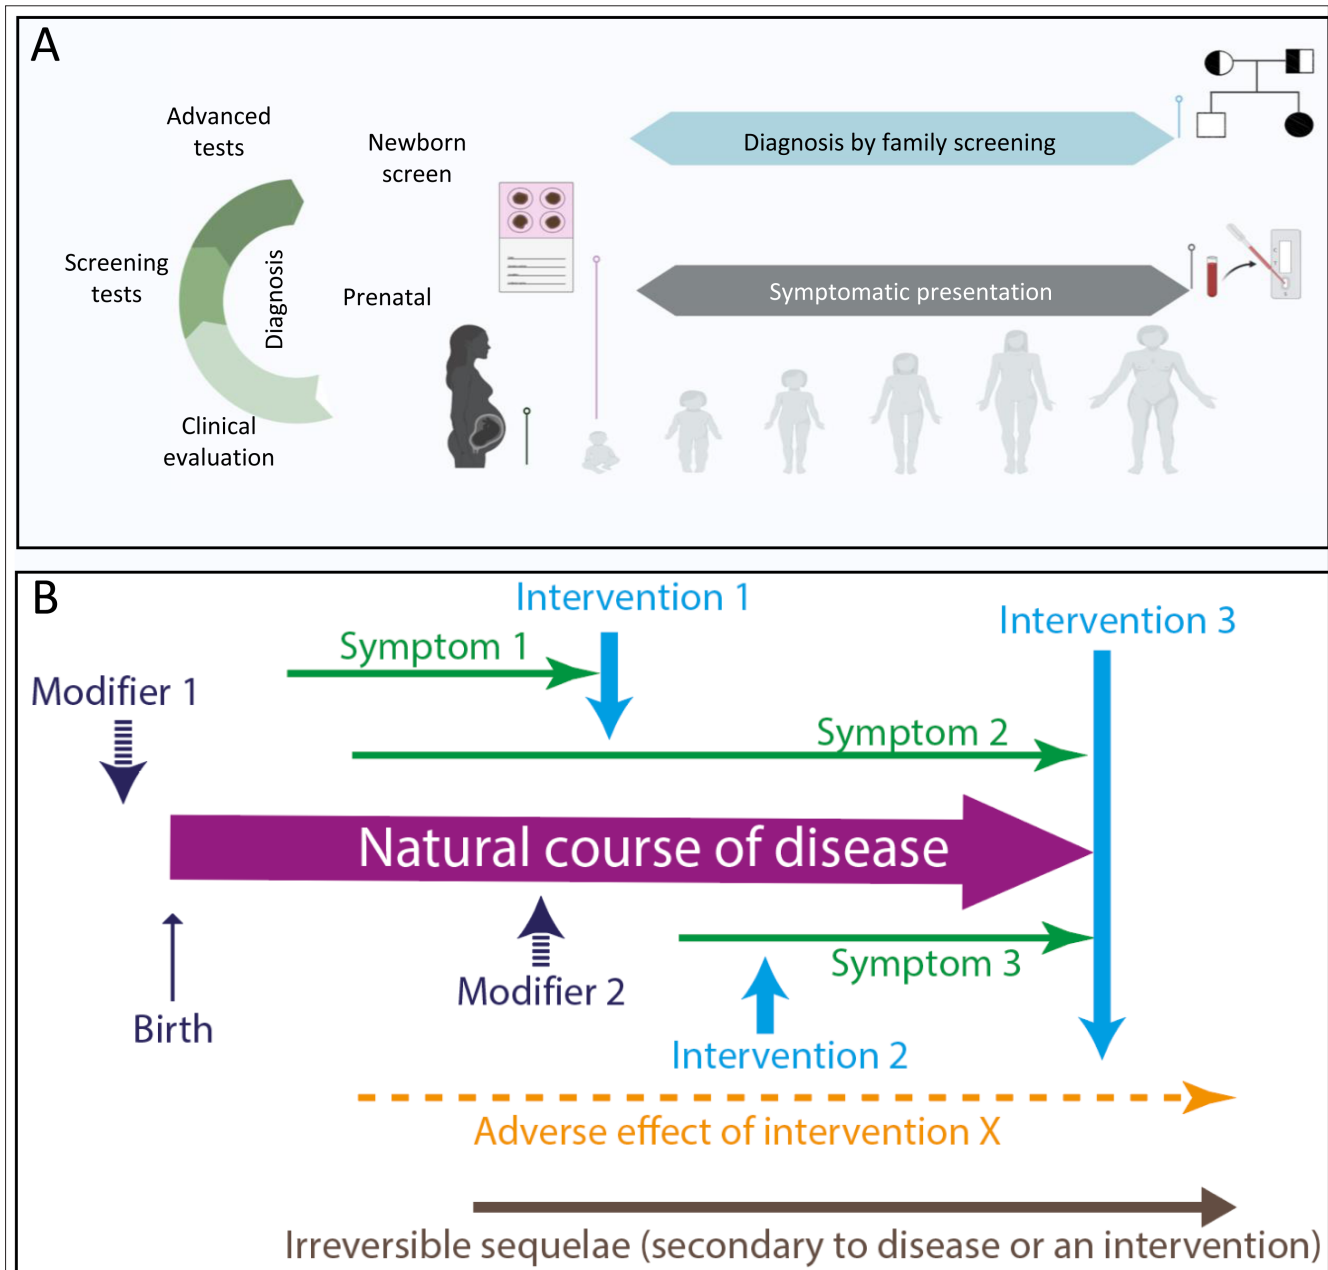 A
Advanced
tests
Newborn
screen
Diagnosis by family screening
Screening
tests
Diagnosis
Prenatal
Symptomatic presentation
Clinical
evaluation
B
Intervention 1
Intervention 3
Symptom 1
Modifier 1
Symptom 2
Natural course of disease
Symptom 3
Modifier 2
Birth
Intervention 2
Adverse effect of intervention X
Irreversible sequelae (secondary to disease or an intervention)